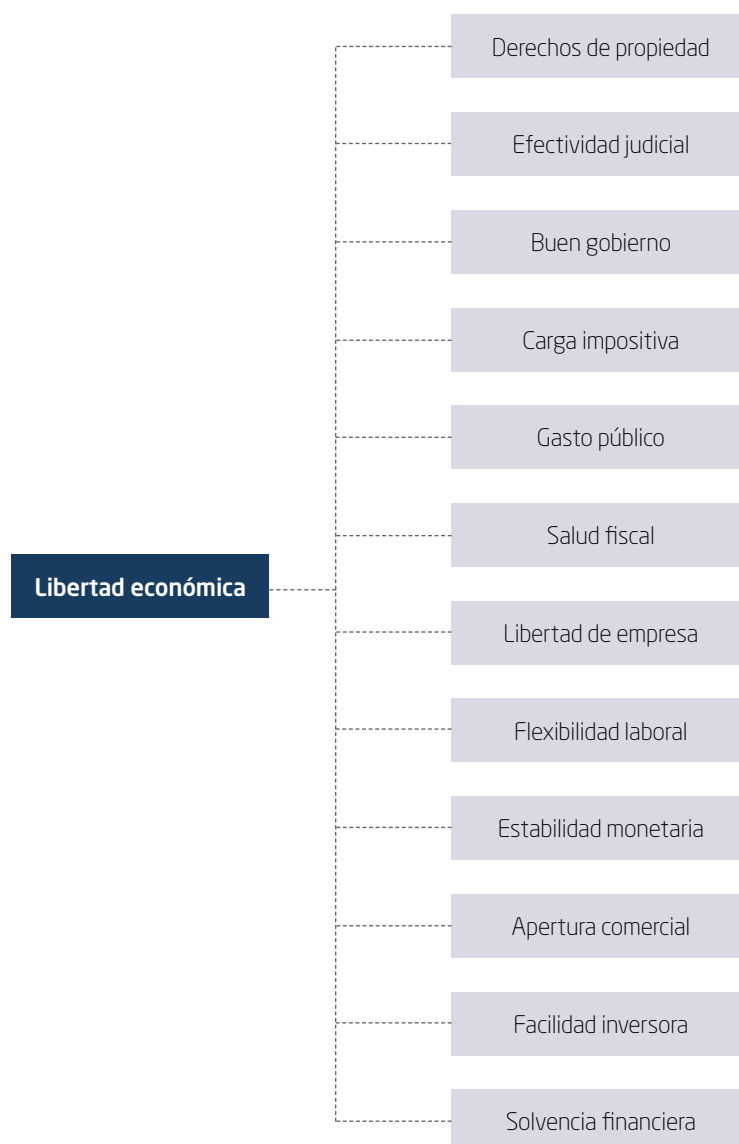 Derechos de propiedad
Efectividad judicial
Buen gobierno
Carga impositiva
Gasto público
Salud fiscal
Libertad económica
Libertad de empresa
Flexibilidad laboral
Estabilidad monetaria
Apertura comercial
Facilidad inversora
Solvencia financiera